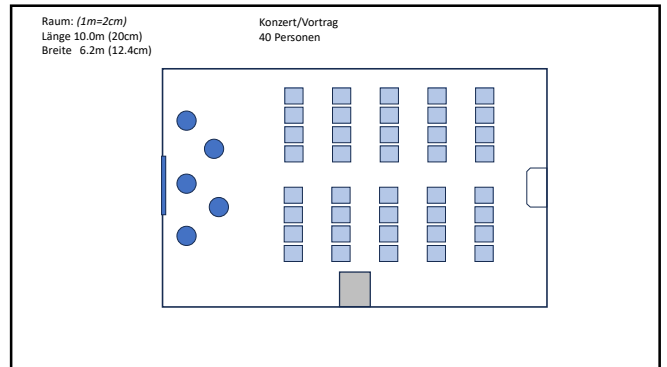 Raum: (1m=2cm)
Länge 10.0m (20cm)
Breite 6.2m (12.4cm)
Konzert/Vortrag
40 Personen